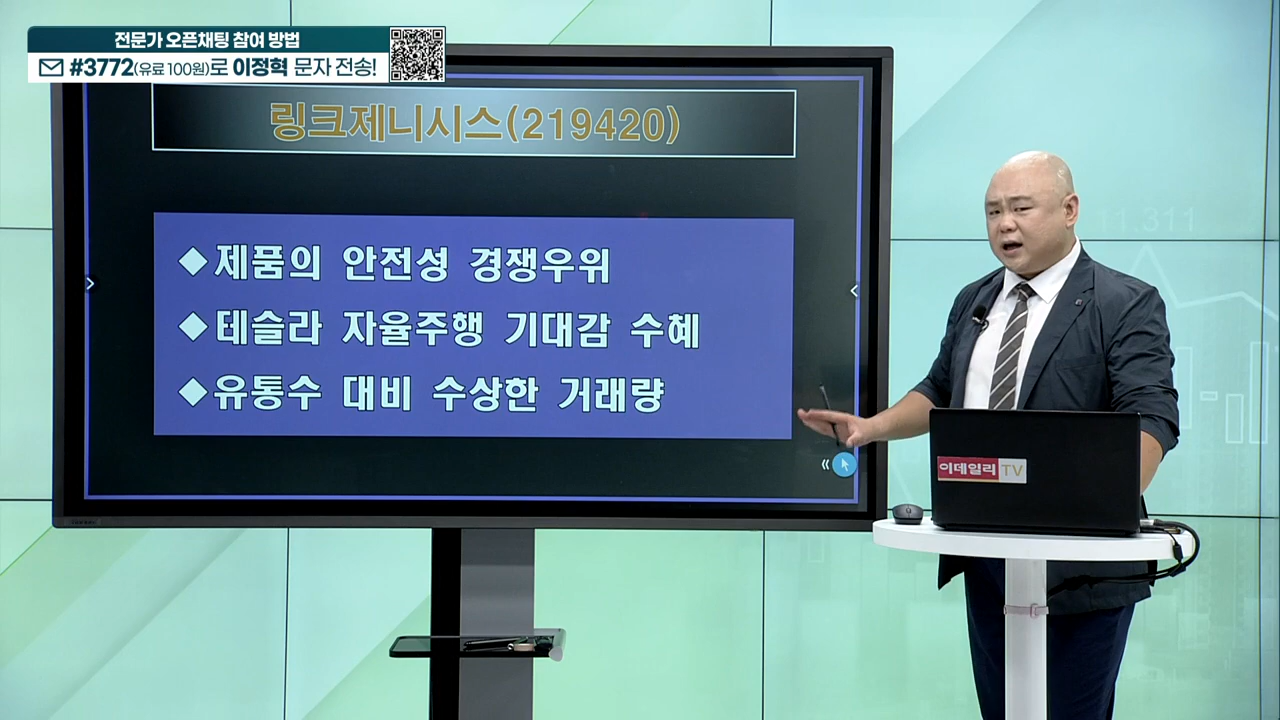 전문가 오픈채팅 참여 방법
#3772(유료 100원)로 이정혁 문자 전송!
링크제니시스(219420)
◆제품의 안전성 경쟁우위
◆테슬라 자율주행 기대감 수혜
◆유통수 대비 수상한 거래량
11,311
이데일리 TV